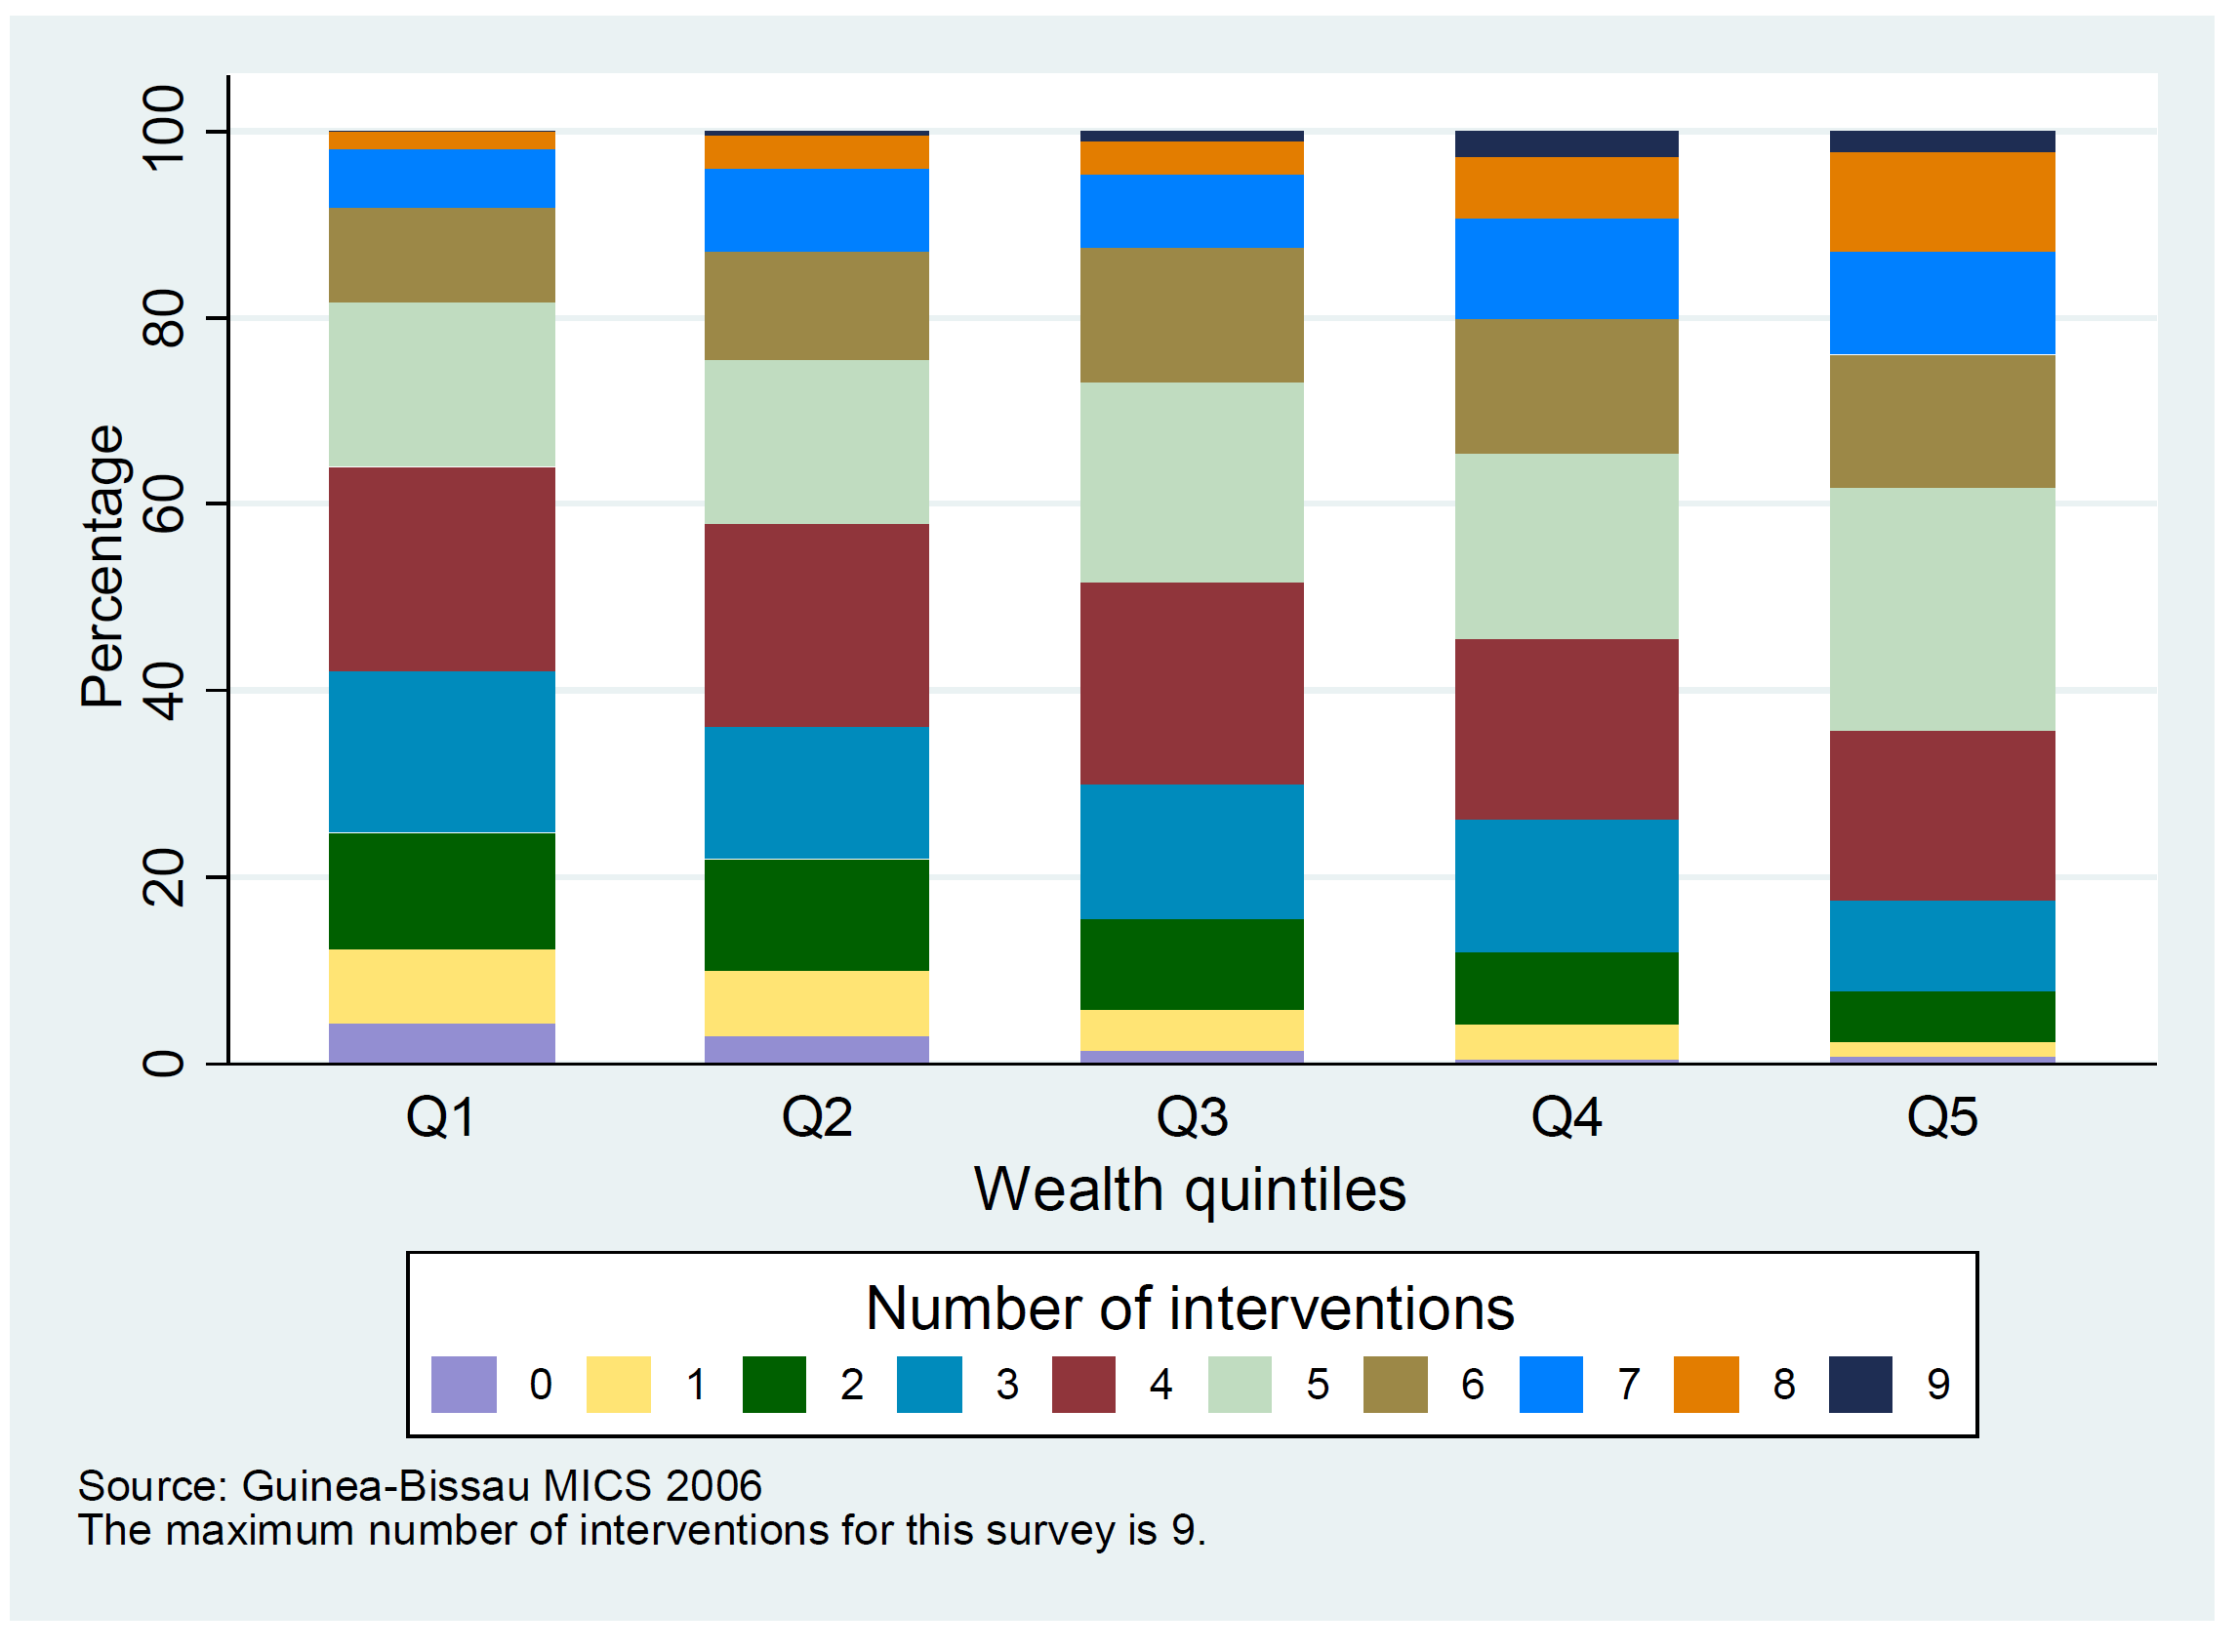 Percentage
100
80
60
40
20
0
Q1 Q2 Q3 Q4 Q5
Wealth quintiles
Number of interventions
0 1 2 3 4 5 6 7 8 9
Source: Guinea-Bissau MICS 2006
The maximum number of interventions for this survey is 9.